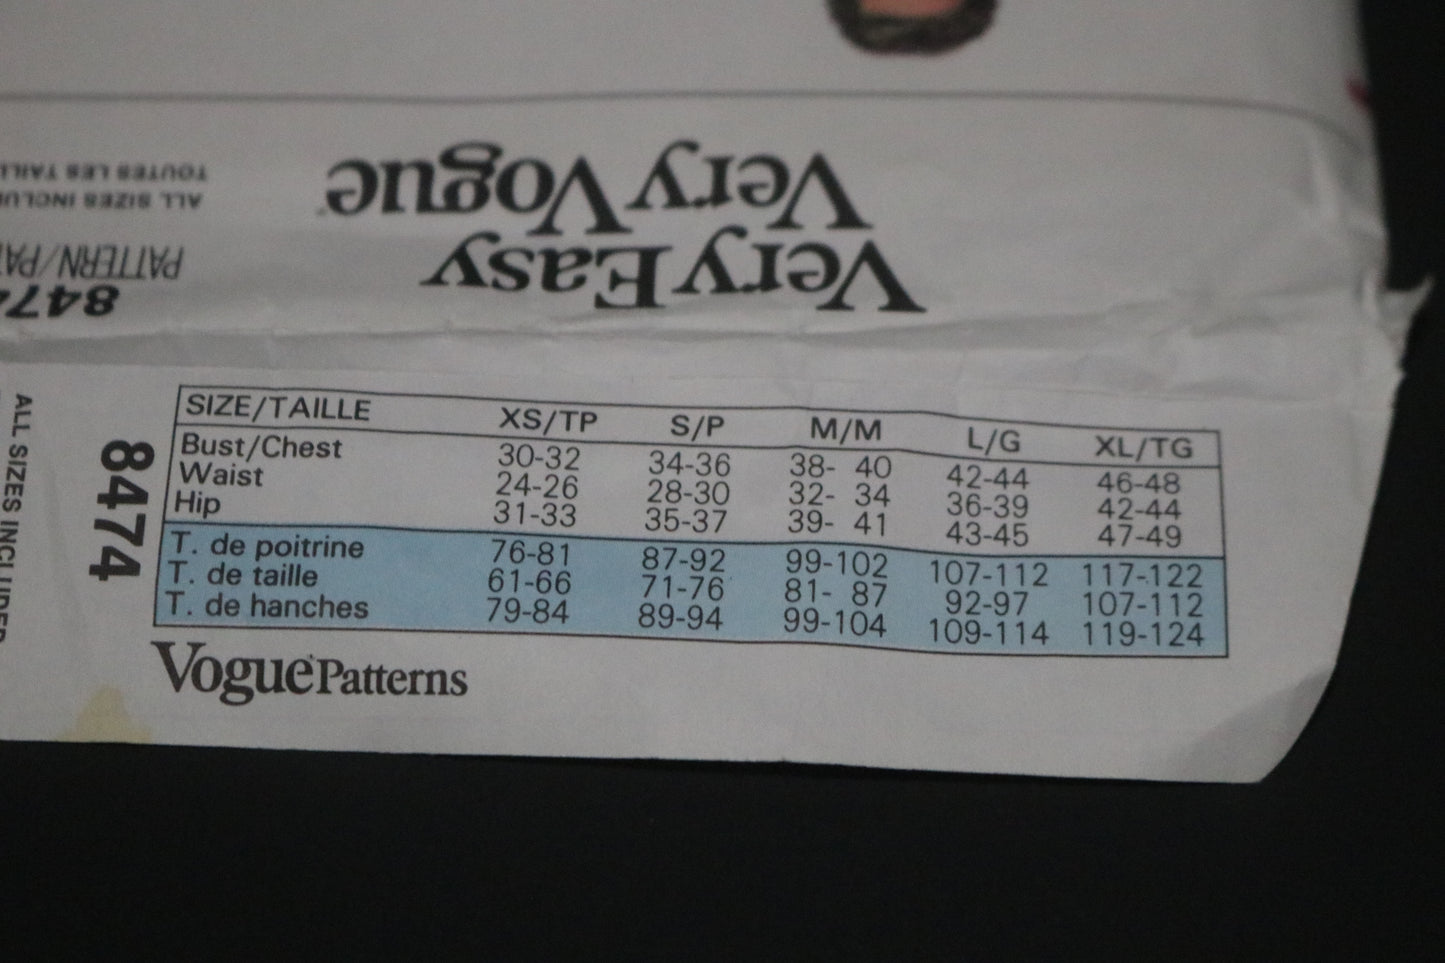 TOUTES LES
ALL SIZES
PATTERN
8474
Very Easy
Very Vogue
ALL SIZES INCLUDED
8474
SIZE/TAILLE XS/TP S/P M/M L/G XL/TG
Bust/Chest 30-32 34-36 38- 40 42-44 46-48
Waist 24-26 28-30 32- 34 36-39 42-44
Hip 31-33 35-37 39- 41 43-45 47-49
T. de poitrine 76-81 87-92 99-102 107-112 117-122
T. de taille 61-66 71-76 81- 87 92-97 107-112
T. de hanches 79-84 89-94 99-104 109-114 119-124
Vogue Patterns